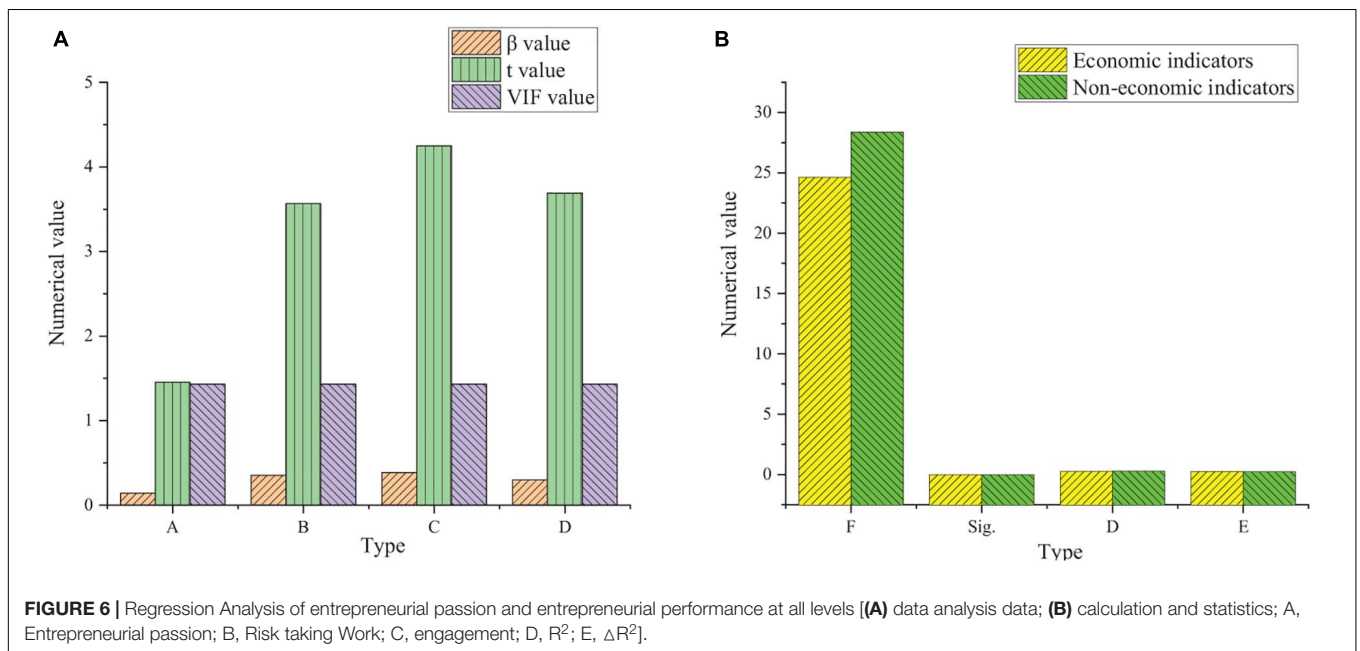 A
β value
t value
VIF value
5
4
3
2
1
0
Numerical value
A B C D
Type
B
Economic indicators
Non-economic indicators
30
25
20
15
10
5
0
Numerical value
F Sig. D E
Type
FIGURE 6 | Regression Analysis of entrepreneurial passion and entrepreneurial performance at all levels [(A) data analysis data; (B) calculation and statistics; A,
Entrepreneurial passion; B, Risk taking Work; C, engagement; D, R²; E, △R²].